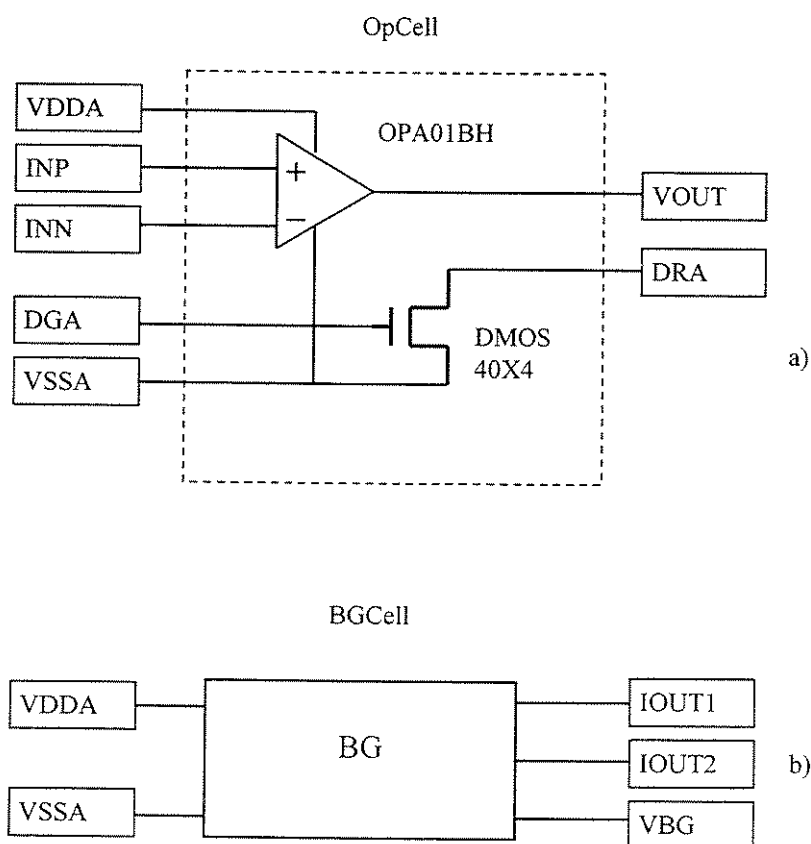 OpCell
VDDA
OPA01BH
INP
+
VOUT
INN
−
DRA
DGA
DMOS
40X4
VSSA
a)
BGCell
VDDA
IOUT1
BG
IOUT2
b)
VSSA
VBG